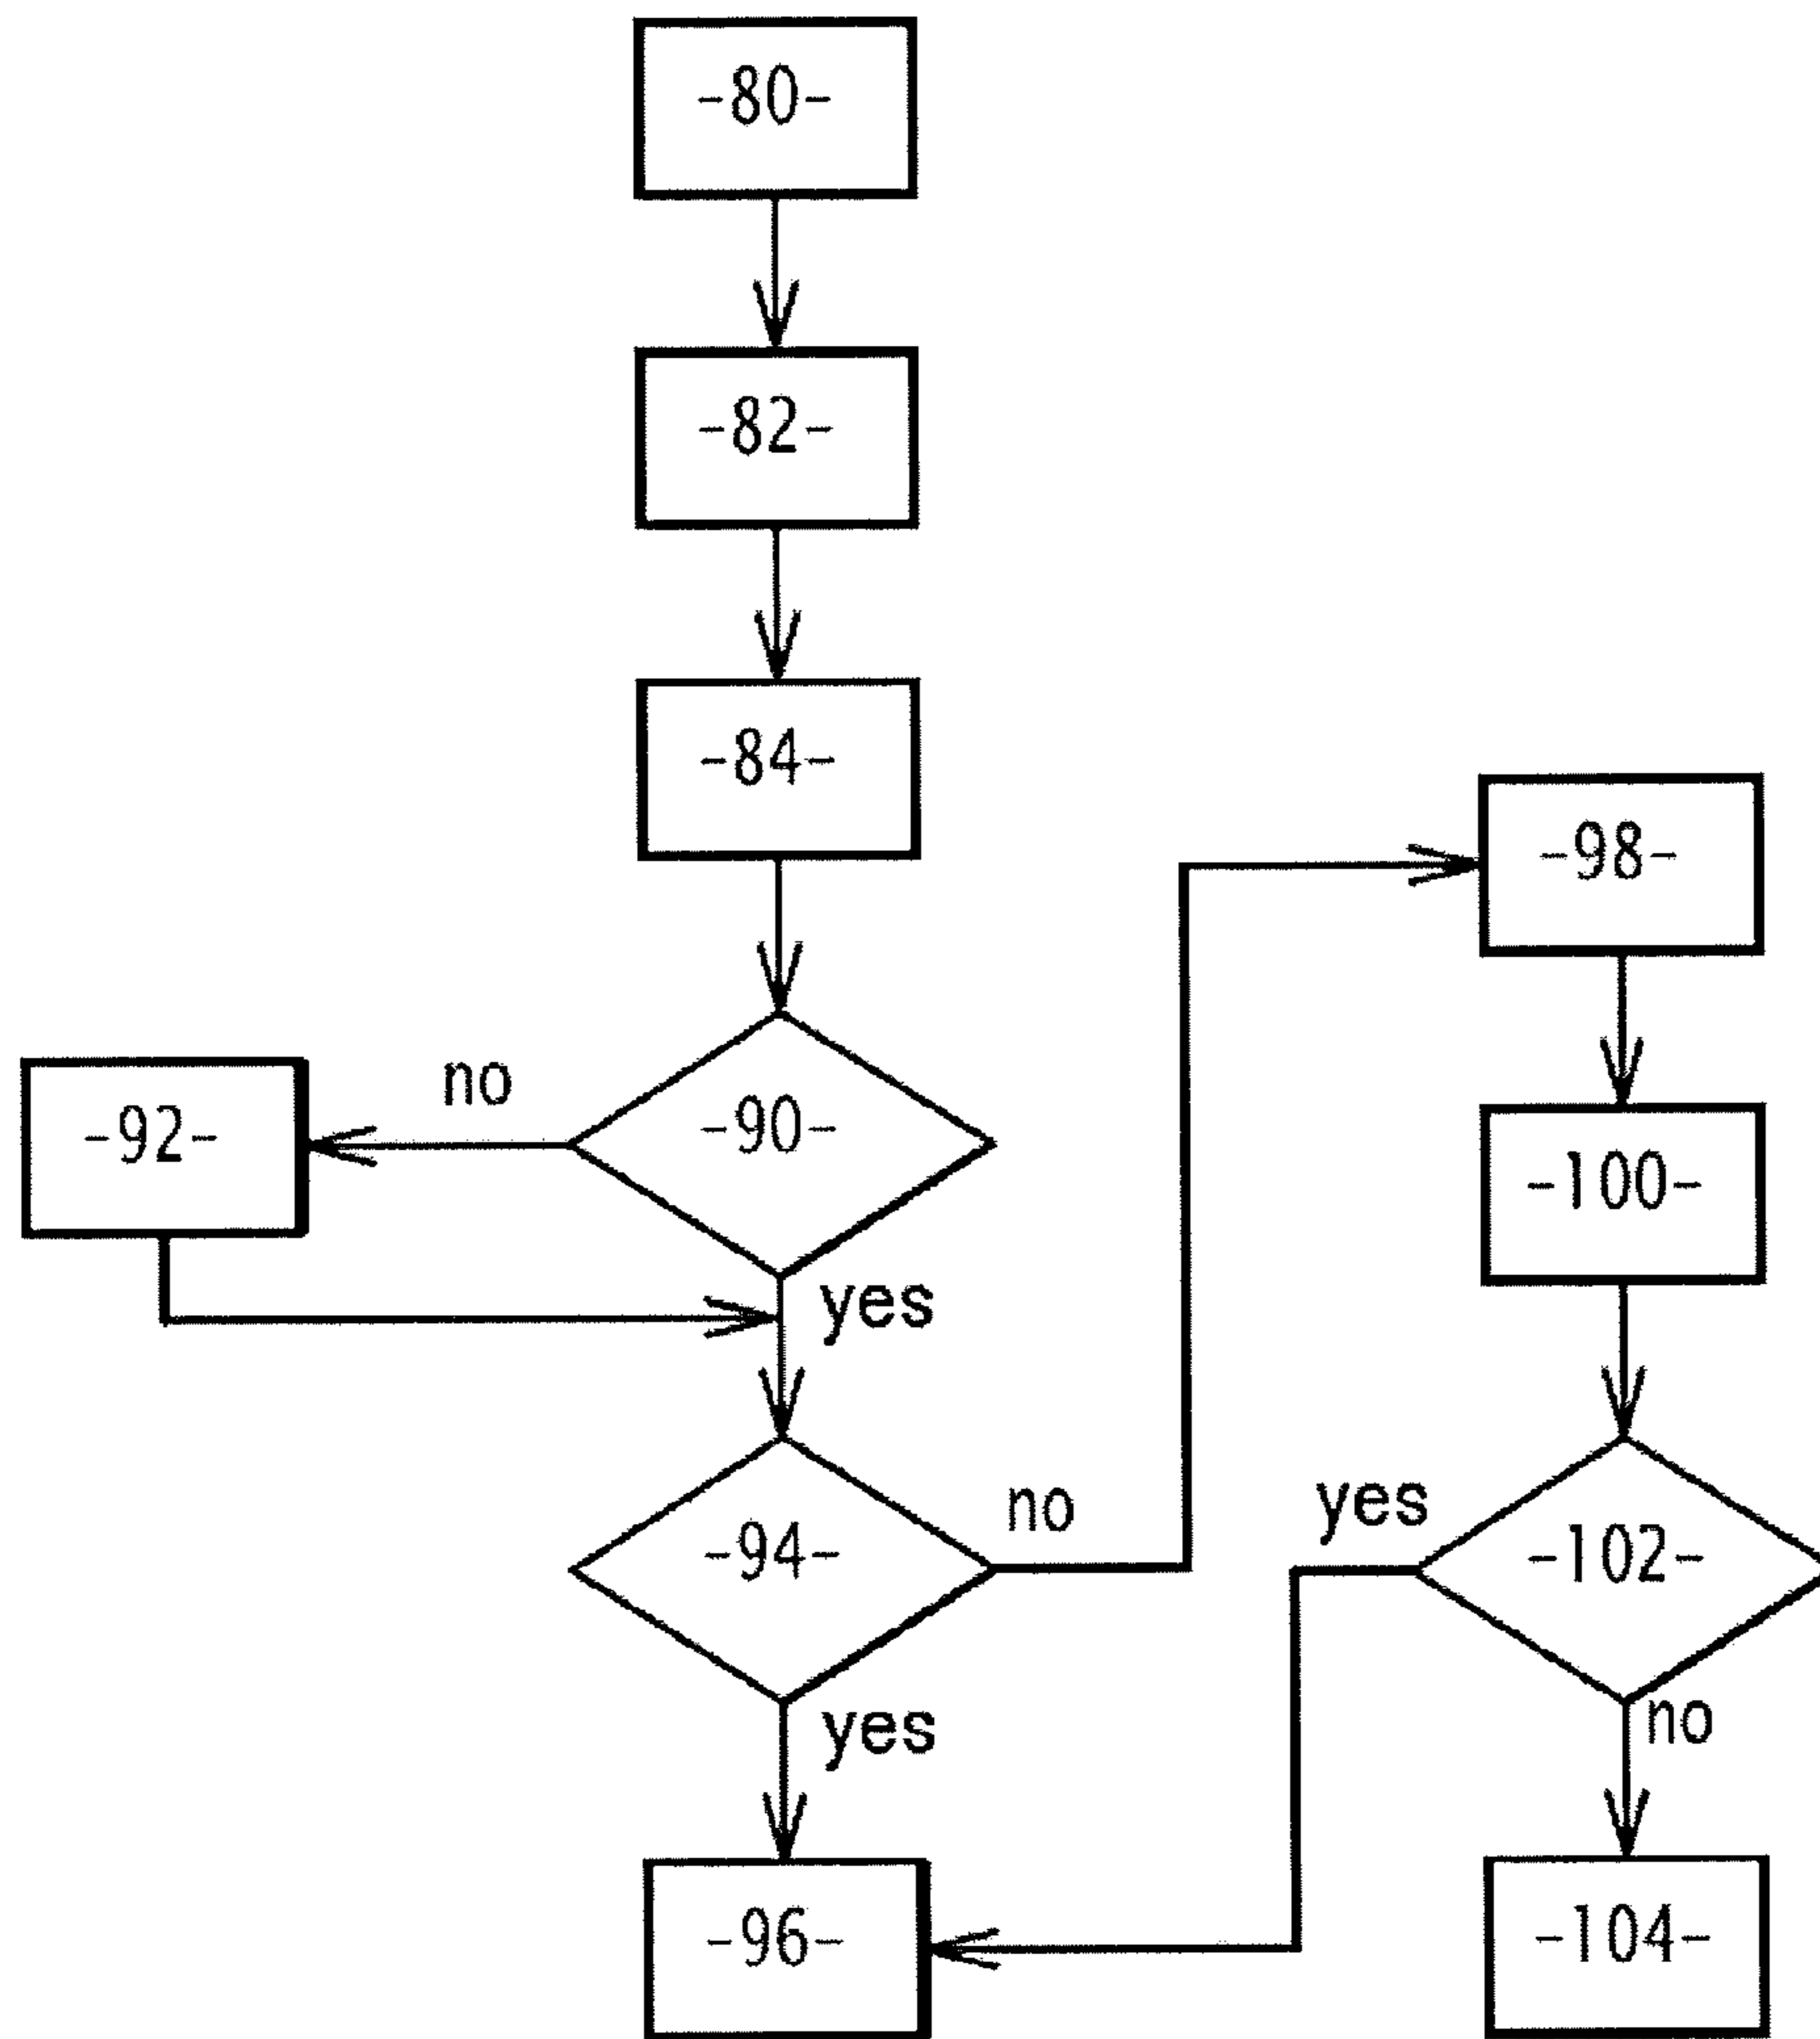 -80-
-82-
-84-
-98-
no
-92-
-90-
-100-
yes
no
yes
-94-
-102-
yes
no
-96-
-104-